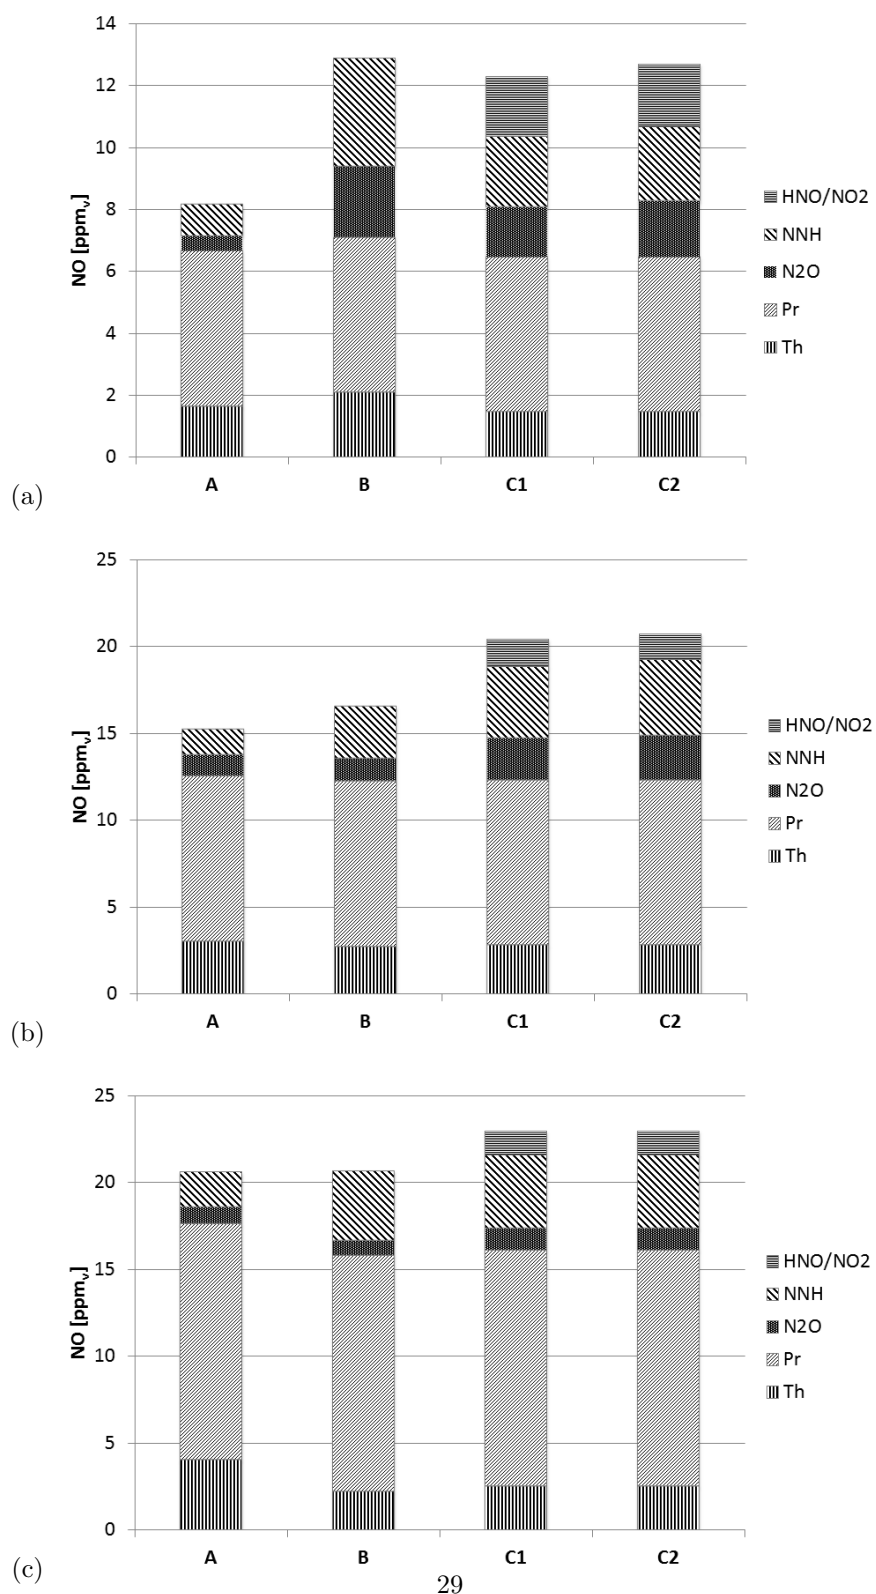 14
12
10
8
6
4
2
0
NO [ppmv]
A B C1 C2
HNO/NO2
NNH
N2O
Pr
Th
(a)
25
20
15
10
5
0
NO [ppmv]
A B C1 C2
HNO/NO2
NNH
N2O
Pr
Th
(b)
25
20
15
10
5
0
NO [ppmv]
A B C1 C2
HNO/NO2
NNH
N2O
Pr
Th
(c)
29